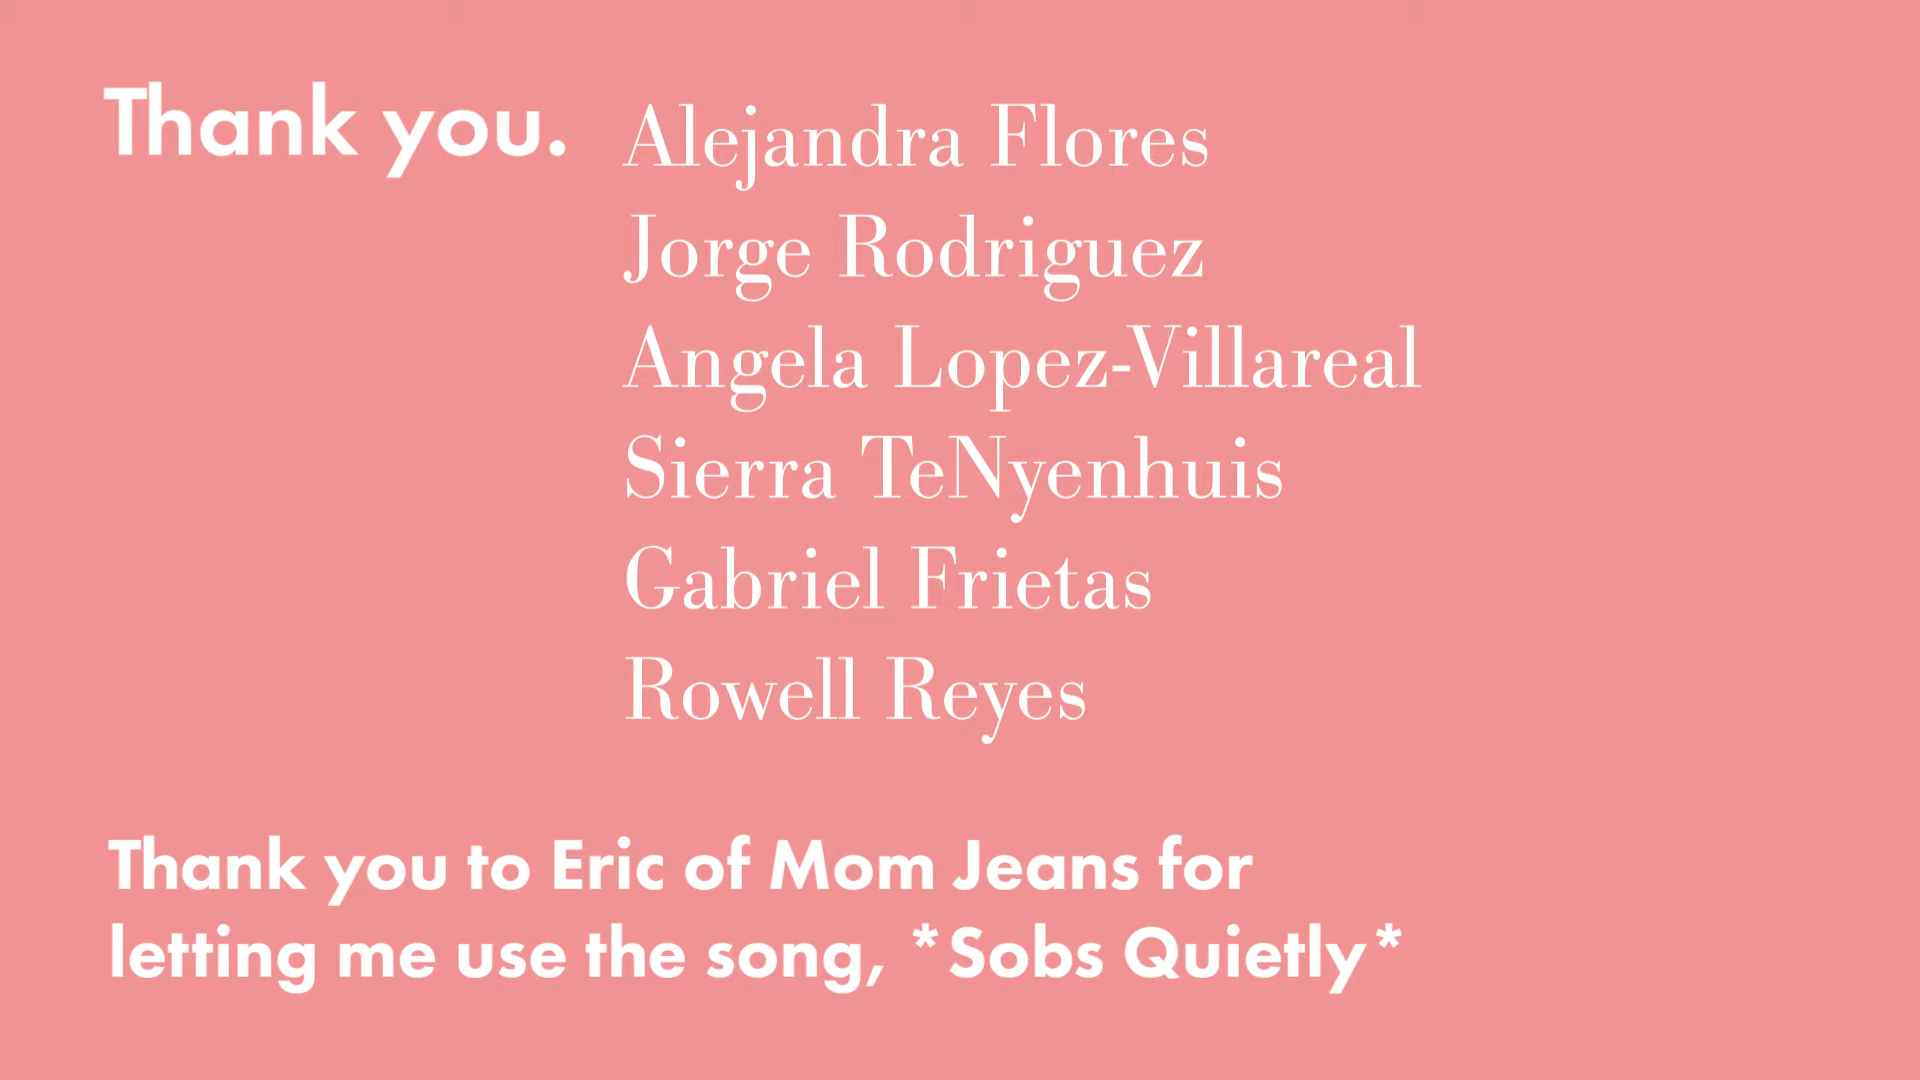 Thank you. Alejandra Flores
Jorge Rodriguez
Angela Lopez-Villareal
Sierra TeNyenhuis
Gabriel Frietas
Rowell Reyes
Thank you to Eric of Mom Jeans for
letting me use the song, *Sobs Quietly*